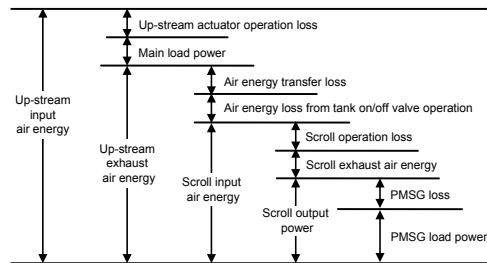 Up-stream actuator operation loss
Main load power
Air energy transfer loss
Up-stream
input
air energy
Air energy loss from tank on/off valve operation
Up-stream
exhaust
air energy
Scroll operation loss
Scroll exhaust air energy
Scroll input
air energy
PMSG loss
Scroll output
power
PMSG load power